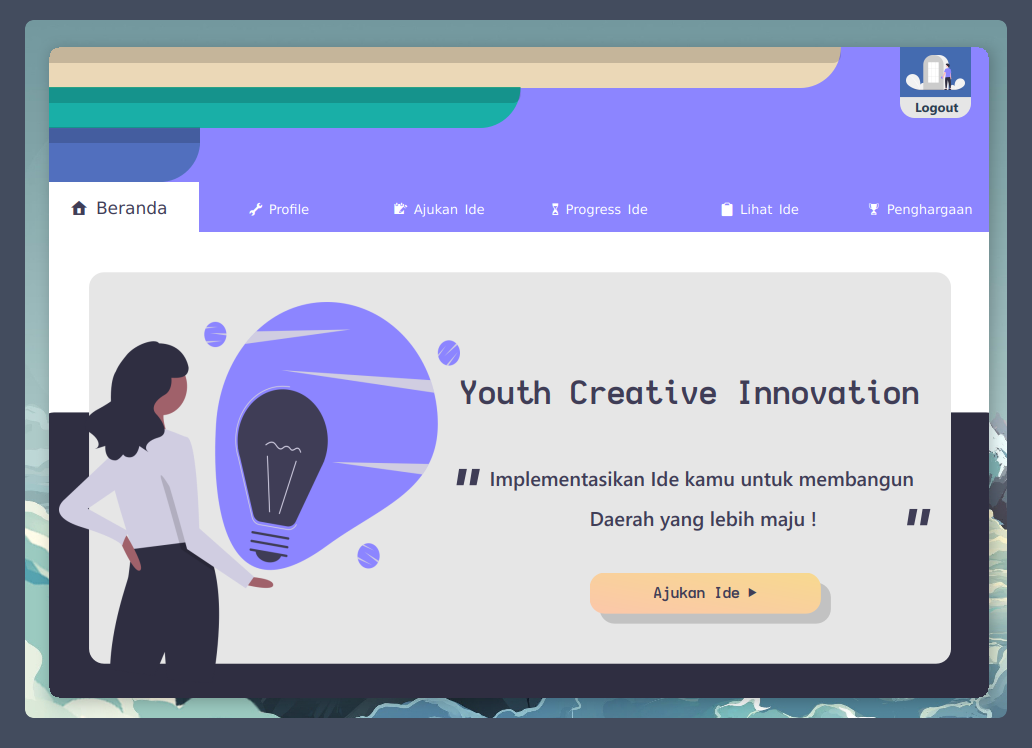 Logout
Beranda
Profile
Ajukan Ide
Progress Ide
Lihat Ide
Penghargaan
Youth Creative Innovation
" Implementasikan Ide kamu untuk membangun
Daerah yang lebih maju ! "
Ajukan Ide ▶